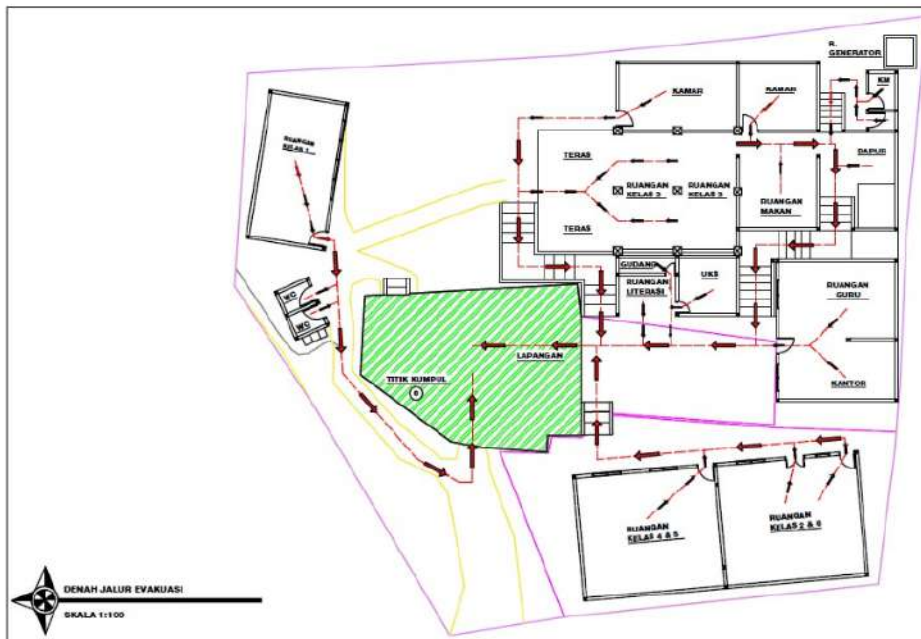 R.
GENERATOR
KM
KAMAR
KAMAR
RUANGAN
KELAS 1
TERAS
DAPUR
RUANGAN
KELAS 3
RUANGAN
KELAS 3
RUANGAN
MAKAN
TERAS
GUDANG
RUANGAN
LITERASI
UKS
RUANGAN
GURU
WC
WC
LAPANGAN
TITIK KUMPUL
KANTOR
RUANGAN
KELAS 4 & 5
RUANGAN
KELAS 2 & 6
DENAH JALUR EVAKUASI
SKALA 1:100